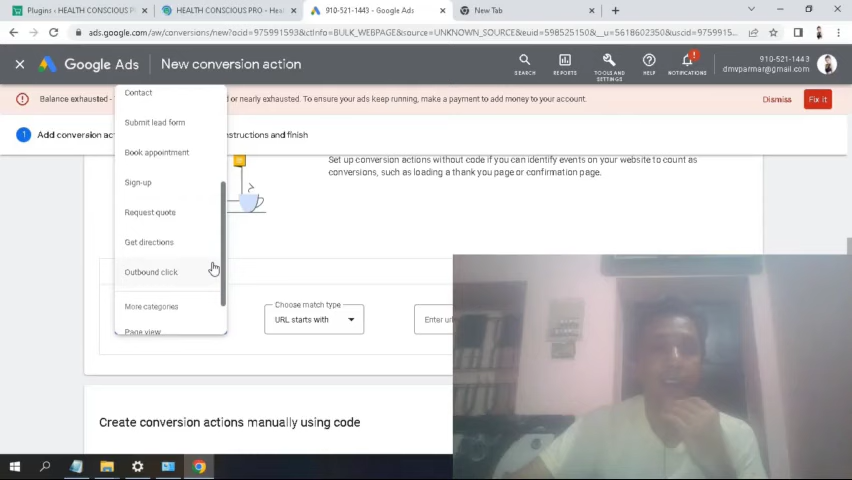 Plugins ‹ HEALTH CONSCIOUS P
HEALTH CONSCIOUS PRO - Heal
910-521-1443 - Google Ads
New Tab
ads.google.com/aw/conversions/new?ocid=975991593&ctInfo=BULK_WEBPAGE&source=UNKNOWN_SOURCE&euid=598525150&__u=5618602350&uscid=9759915...
Google Ads
New conversion action
SEARCH
REPORTS
TOOLS AND SETTINGS
HELP
NOTIFICATIONS
910-521-1443
dmvparmar@gmail.com
Balance exhausted -
d or nearly exhausted. To ensure your ads keep running, make a payment to add money to your account.
Dismiss
Fix it
1
Add conversion ac
instructions and finish
Contact
Submit lead form
Book appointment
Sign-up
Request quote
Get directions
Outbound click
More categories
Page view
Set up conversion actions without code if you can identify events on your website to count as
conversions, such as loading a thank you page or confirmation page.
Choose match type
URL starts with
Enter url
Create conversion actions manually using code